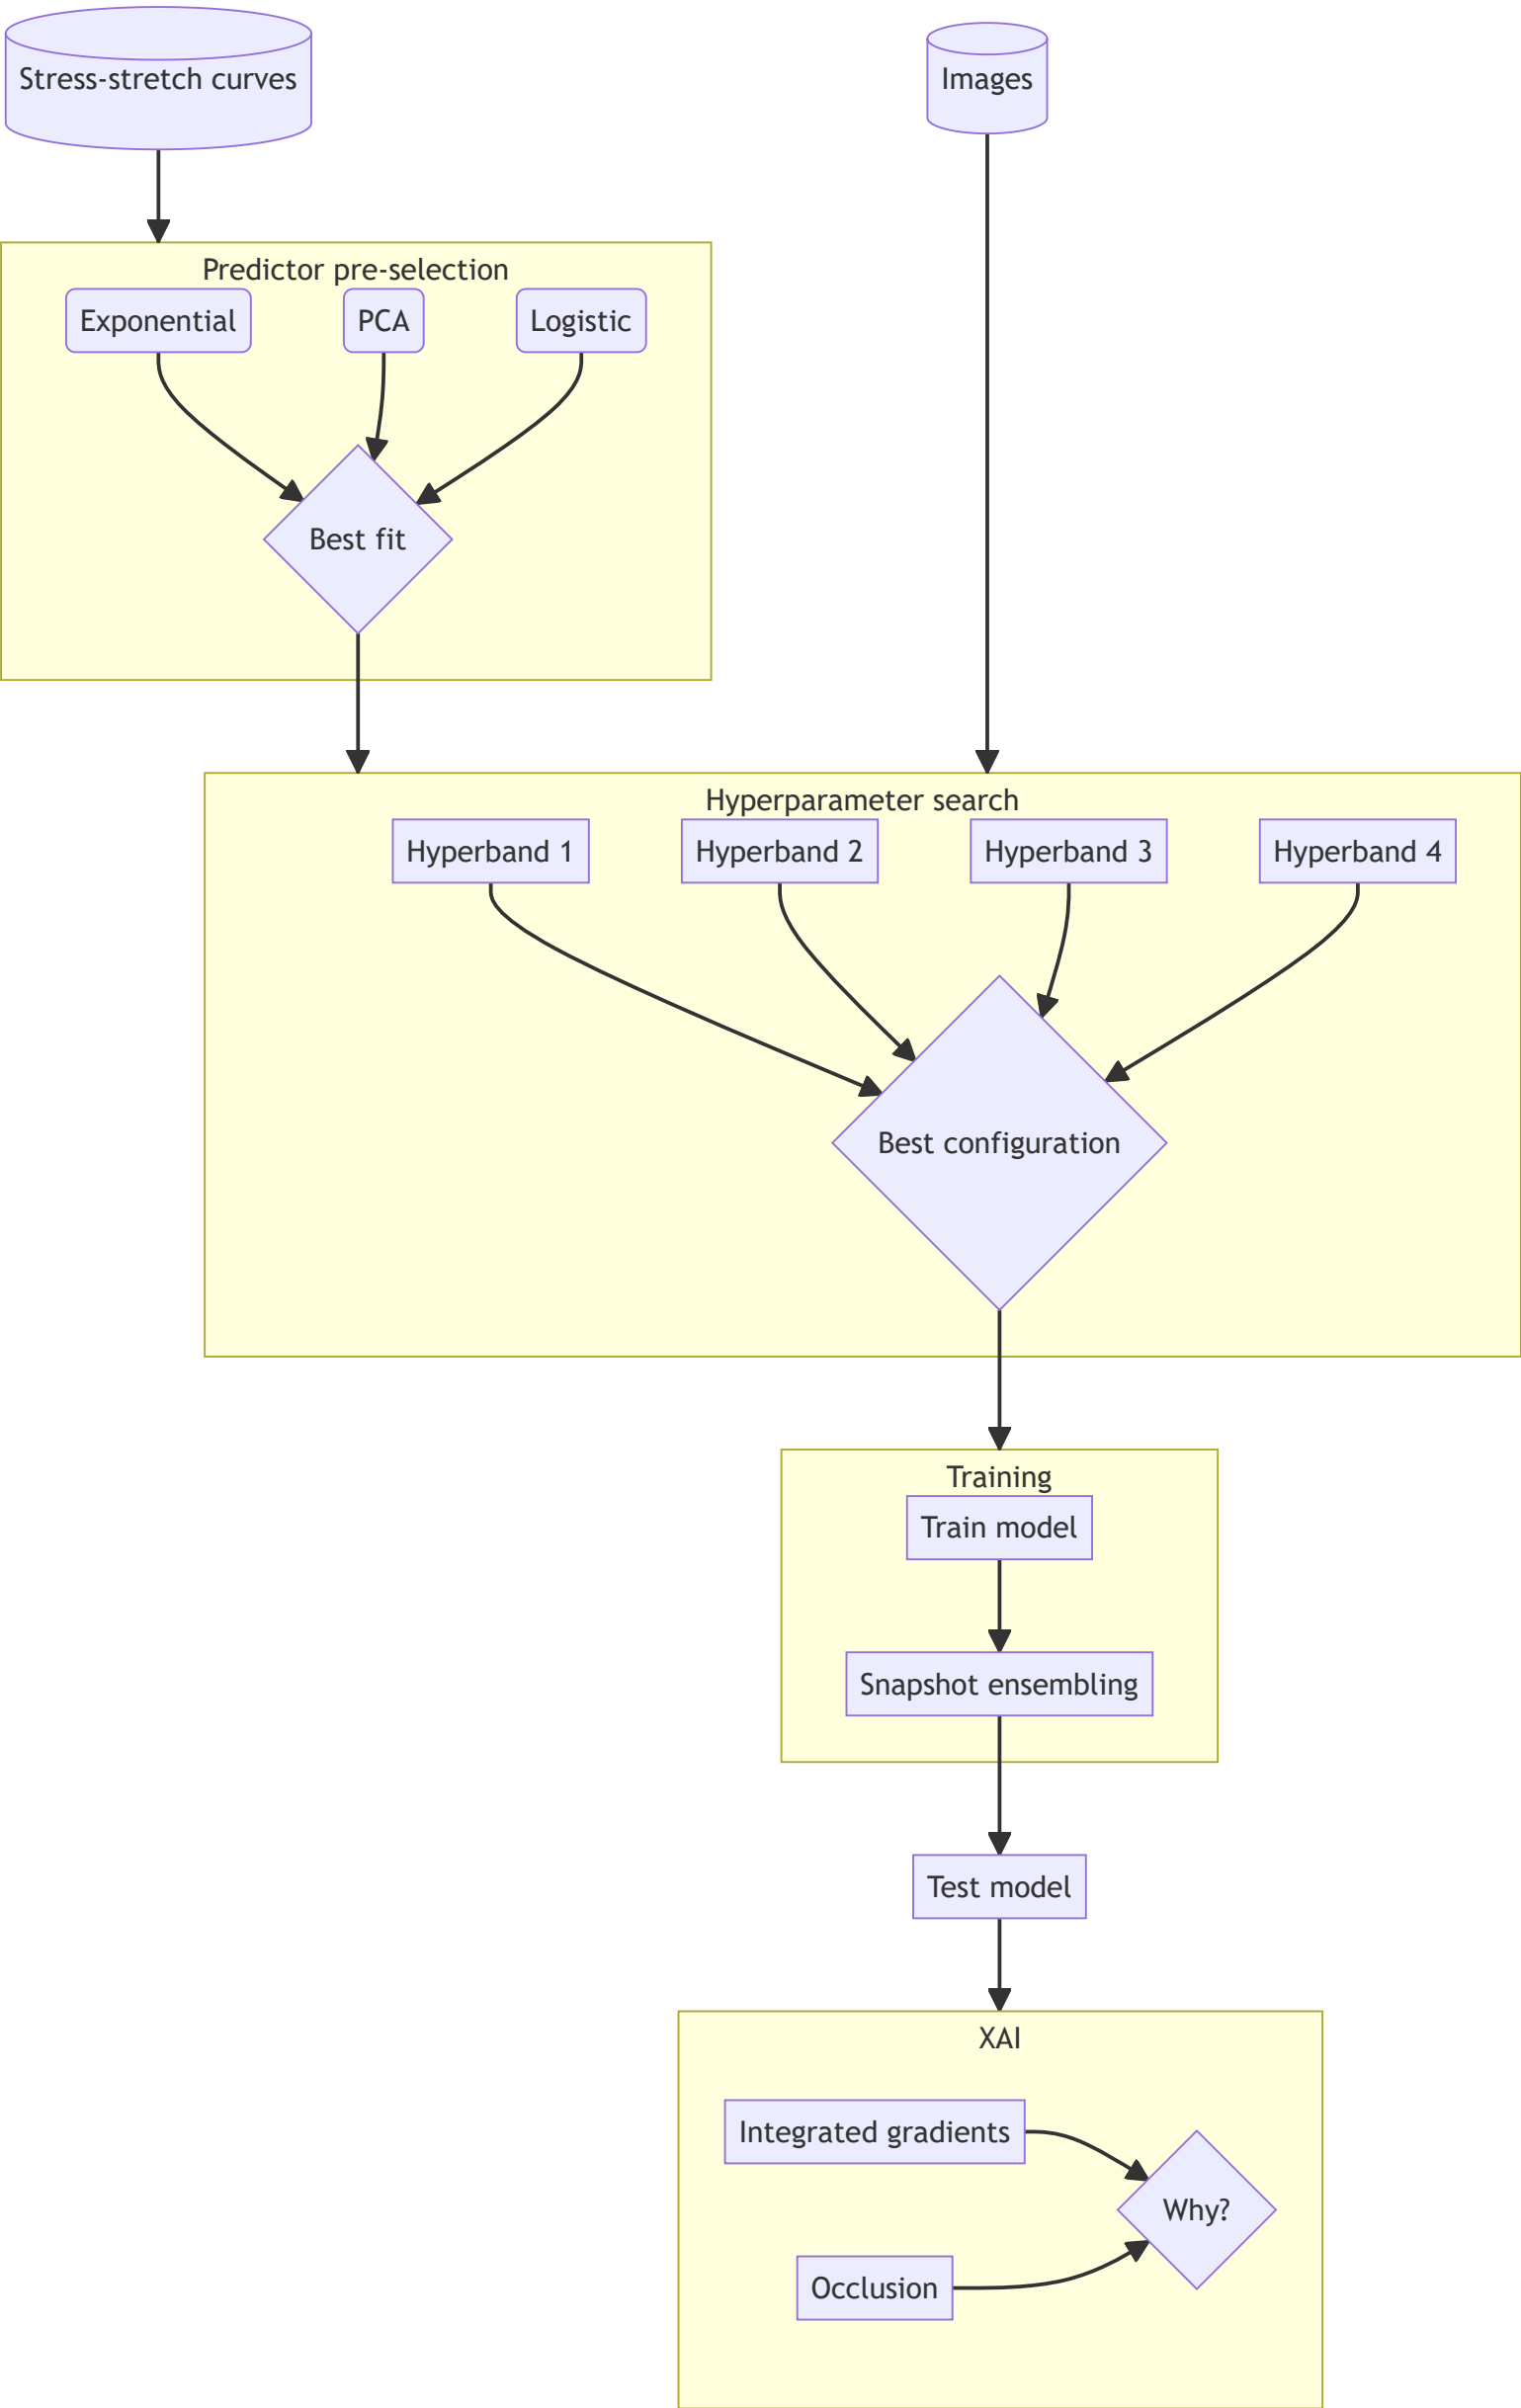 Stress-stretch curves
Images
Predictor pre-selection
Exponential
PCA
Logistic
Best fit
Hyperparameter search
Hyperband 1
Hyperband 2
Hyperband 3
Hyperband 4
Best configuration
Training
Train model
Snapshot ensembling
Test model
XAI
Integrated gradients
Why?
Occlusion